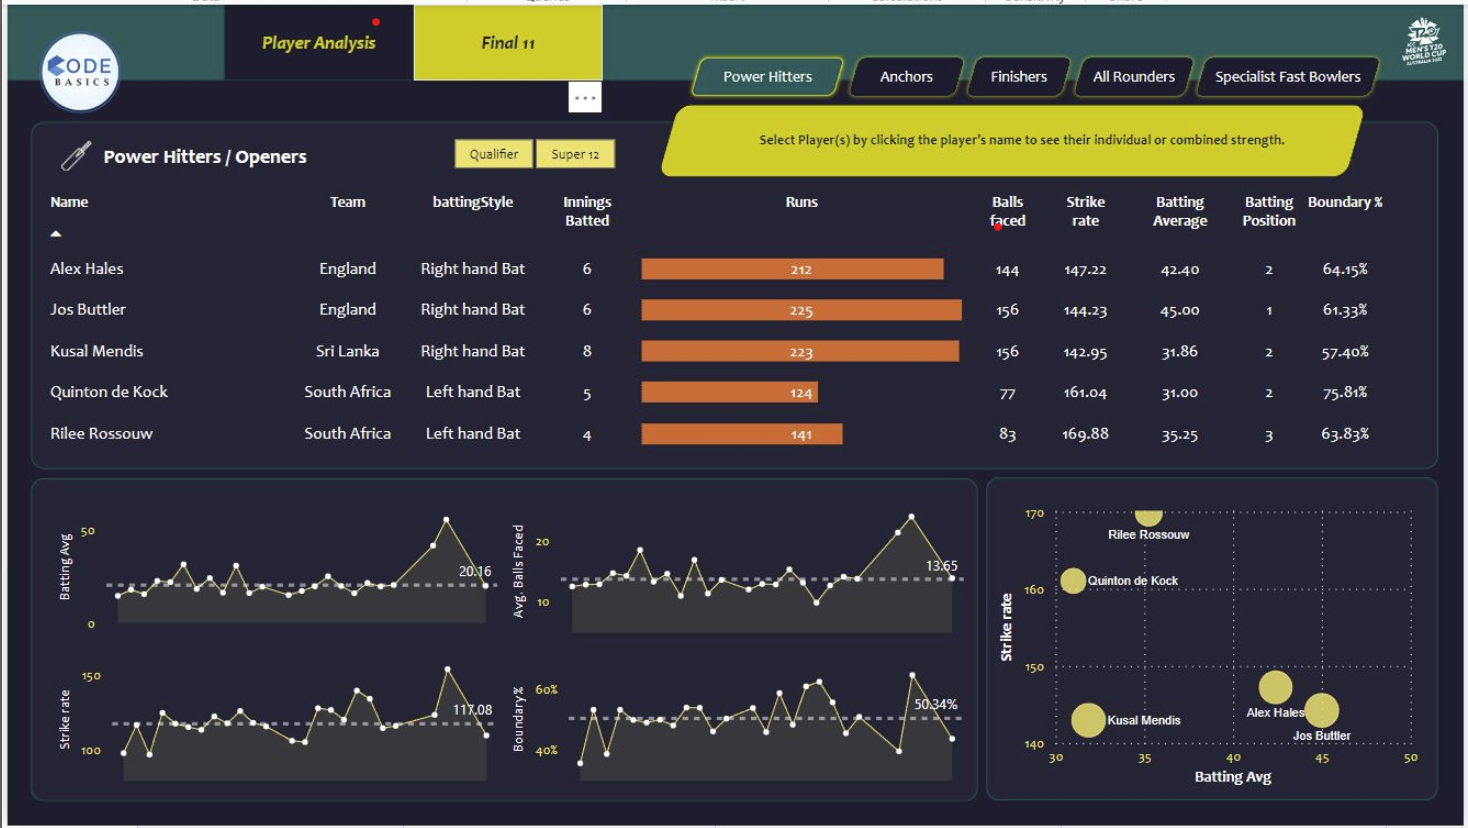 Player Analysis
Final 11
CODE
BASICS
ICC
MEN'S T20
WORLD CUP
AUSTRALIA 2022
Power Hitters
Anchors
Finishers
All Rounders
Specialist Fast Bowlers
Select Player(s) by clicking the player's name to see their individual or combined strength.
Power Hitters / Openers
Qualifier
Super 12
Name Team battingStyle Innings Batted Runs Balls faced Strike rate Batting Average Batting Position Boundary %
Alex Hales England Right hand Bat 6 212 144 147.22 42.40 2 64.15%
Jos Buttler England Right hand Bat 6 225 156 144.23 45.00 1 61.33%
Kusal Mendis Sri Lanka Right hand Bat 8 223 156 142.95 31.86 2 57.40%
Quinton de Kock South Africa Left hand Bat 5 124 77 161.04 31.00 2 75.81%
Rilee Rossouw South Africa Left hand Bat 4 141 83 169.88 35.25 3 63.83%
Batting Avg
50
0
20.16
Avg. Balls Faced
20
10
13.65
Strike rate
150
100
117.08
Boundary %
60%
40%
50.34%
Strike rate
170
160
150
140
Rilee Rossouw
Quinton de Kock
Alex Hales
Kusal Mendis
Jos Buttler
30 35 40 45 50
Batting Avg